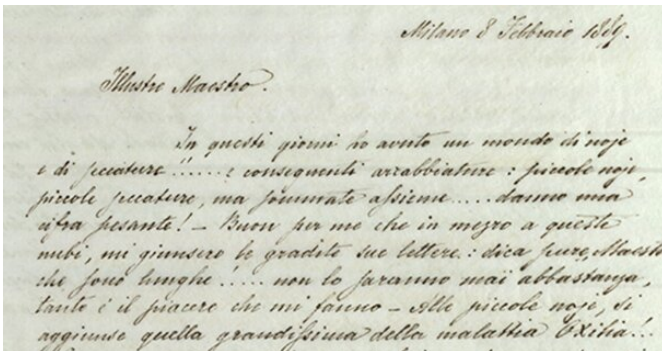 Milano 8 Febbraio 1889.
Illustre Maestro.
In questi giorni ho avuto un mondo di noje
e di seccature!!...... e conseguenti arrabbiature: piccole noje,
piccole seccature, ma sommate assieme..... danno una
cifra pesante! - Buon per me che in mezzo a queste
nubi, mi giunsero le gradite sue lettere: dica pure, Maestro
che sono lunghe!.... non lo saranno mai abbastanza,
tanto è il piacere che mi fanno - Alle piccole noje, si
aggiunse quella grandissima della malattia